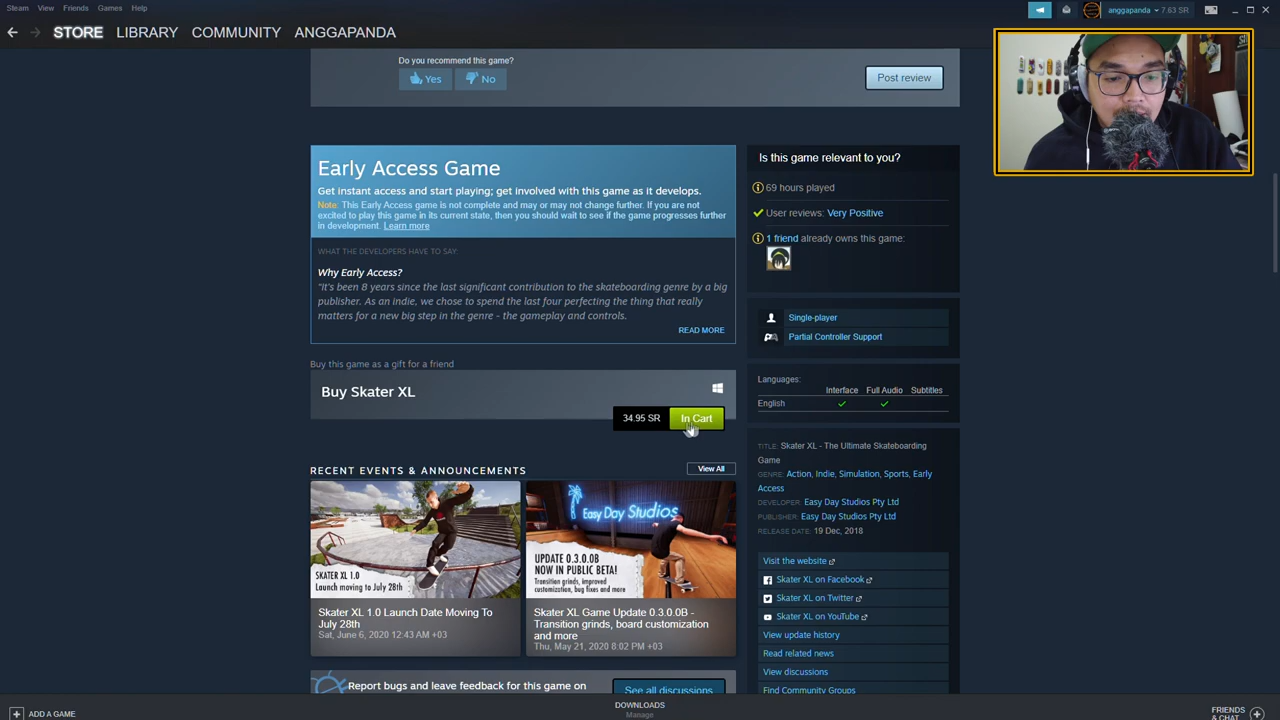 Steam View Friends Games Help
anggapanda 7.63 SR
STORE LIBRARY COMMUNITY ANGGAPANDA
Do you recommend this game?
Yes No
Post review
Early Access Game
Get instant access and start playing; get involved with this game as it develops.
Note: This Early Access game is not complete and may or may not change further. If you are not
excited to play this game in its current state, then you should wait to see if the game progresses further
in development. Learn more
WHAT THE DEVELOPERS HAVE TO SAY:
Why Early Access?
"It's been 8 years since the last significant contribution to the skateboarding genre by a big
publisher. As an indie, we chose to spend the last four perfecting the thing that really
matters for a new big step in the genre - the gameplay and controls.
READ MORE
Buy this game as a gift for a friend
Buy Skater XL
34.95 SR In Cart
RECENT EVENTS & ANNOUNCEMENTS
View All
SKATER XL 1.0
Launch moving to July 28th
Skater XL 1.0 Launch Date Moving To
July 28th
Sat, June 6, 2020 12:43 AM +03
Easy Day Studios
UPDATE 0.3.0.0B
NOW IN PUBLIC BETA!
Transition grinds, improved
customization, bug fixes and more
Skater XL Game Update 0.3.0.0B -
Transition grinds, board customization
and more
Thu, May 21, 2020 8:02 PM +03
Report bugs and leave feedback for this game on
See all discussions
Is this game relevant to you?
69 hours played
User reviews: Very Positive
1 friend already owns this game:
Single-player
Partial Controller Support
Languages:
Interface Full Audio Subtitles
English
TITLE: Skater XL - The Ultimate Skateboarding
Game
GENRE: Action, Indie, Simulation, Sports, Early
Access
DEVELOPER: Easy Day Studios Pty Ltd
PUBLISHER: Easy Day Studios Pty Ltd
RELEASE DATE: 19 Dec, 2018
Visit the website
Skater XL on Facebook
Skater XL on Twitter
Skater XL on YouTube
View update history
Read related news
View discussions
Find Community Groups
ADD A GAME
DOWNLOADS
Manage
FRIENDS
& CHAT